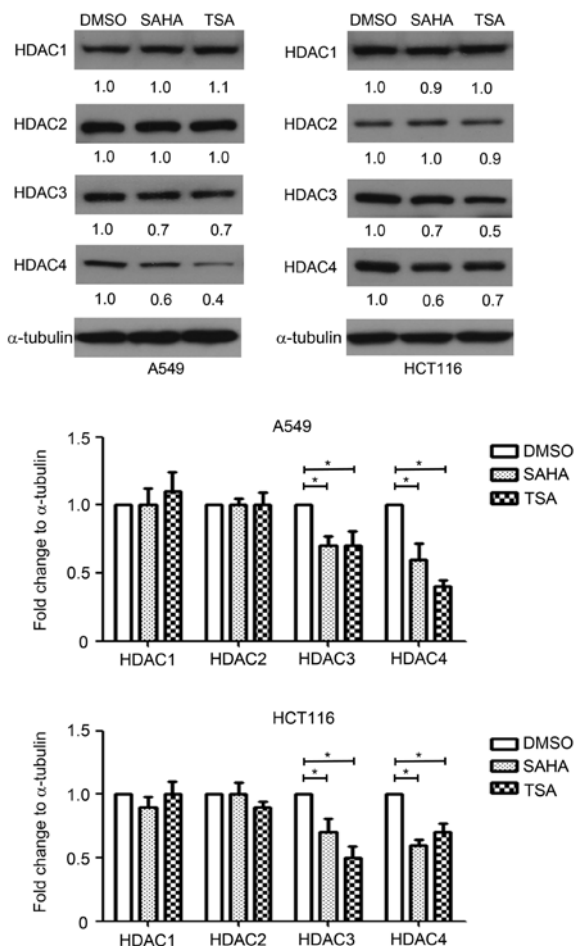 DMSO SAHA TSA
HDAC1
1.0 1.0 1.1
HDAC2
1.0 1.0 1.0
HDAC3
1.0 0.7 0.7
HDAC4
1.0 0.6 0.4
α-tubulin
A549
DMSO SAHA TSA
HDAC1
1.0 0.9 1.0
HDAC2
1.0 1.0 0.9
HDAC3
1.0 0.7 0.5
HDAC4
1.0 0.6 0.7
α-tubulin
HCT116
A549
Fold change to α-tubulin
1.5
1.0
0.5
0
* *
* *
HDAC1 HDAC2 HDAC3 HDAC4
DMSO
SAHA
TSA
HCT116
Fold change to α-tubulin
1.5
1.0
0.5
0
* *
* *
HDAC1 HDAC2 HDAC3 HDAC4
DMSO
SAHA
TSA